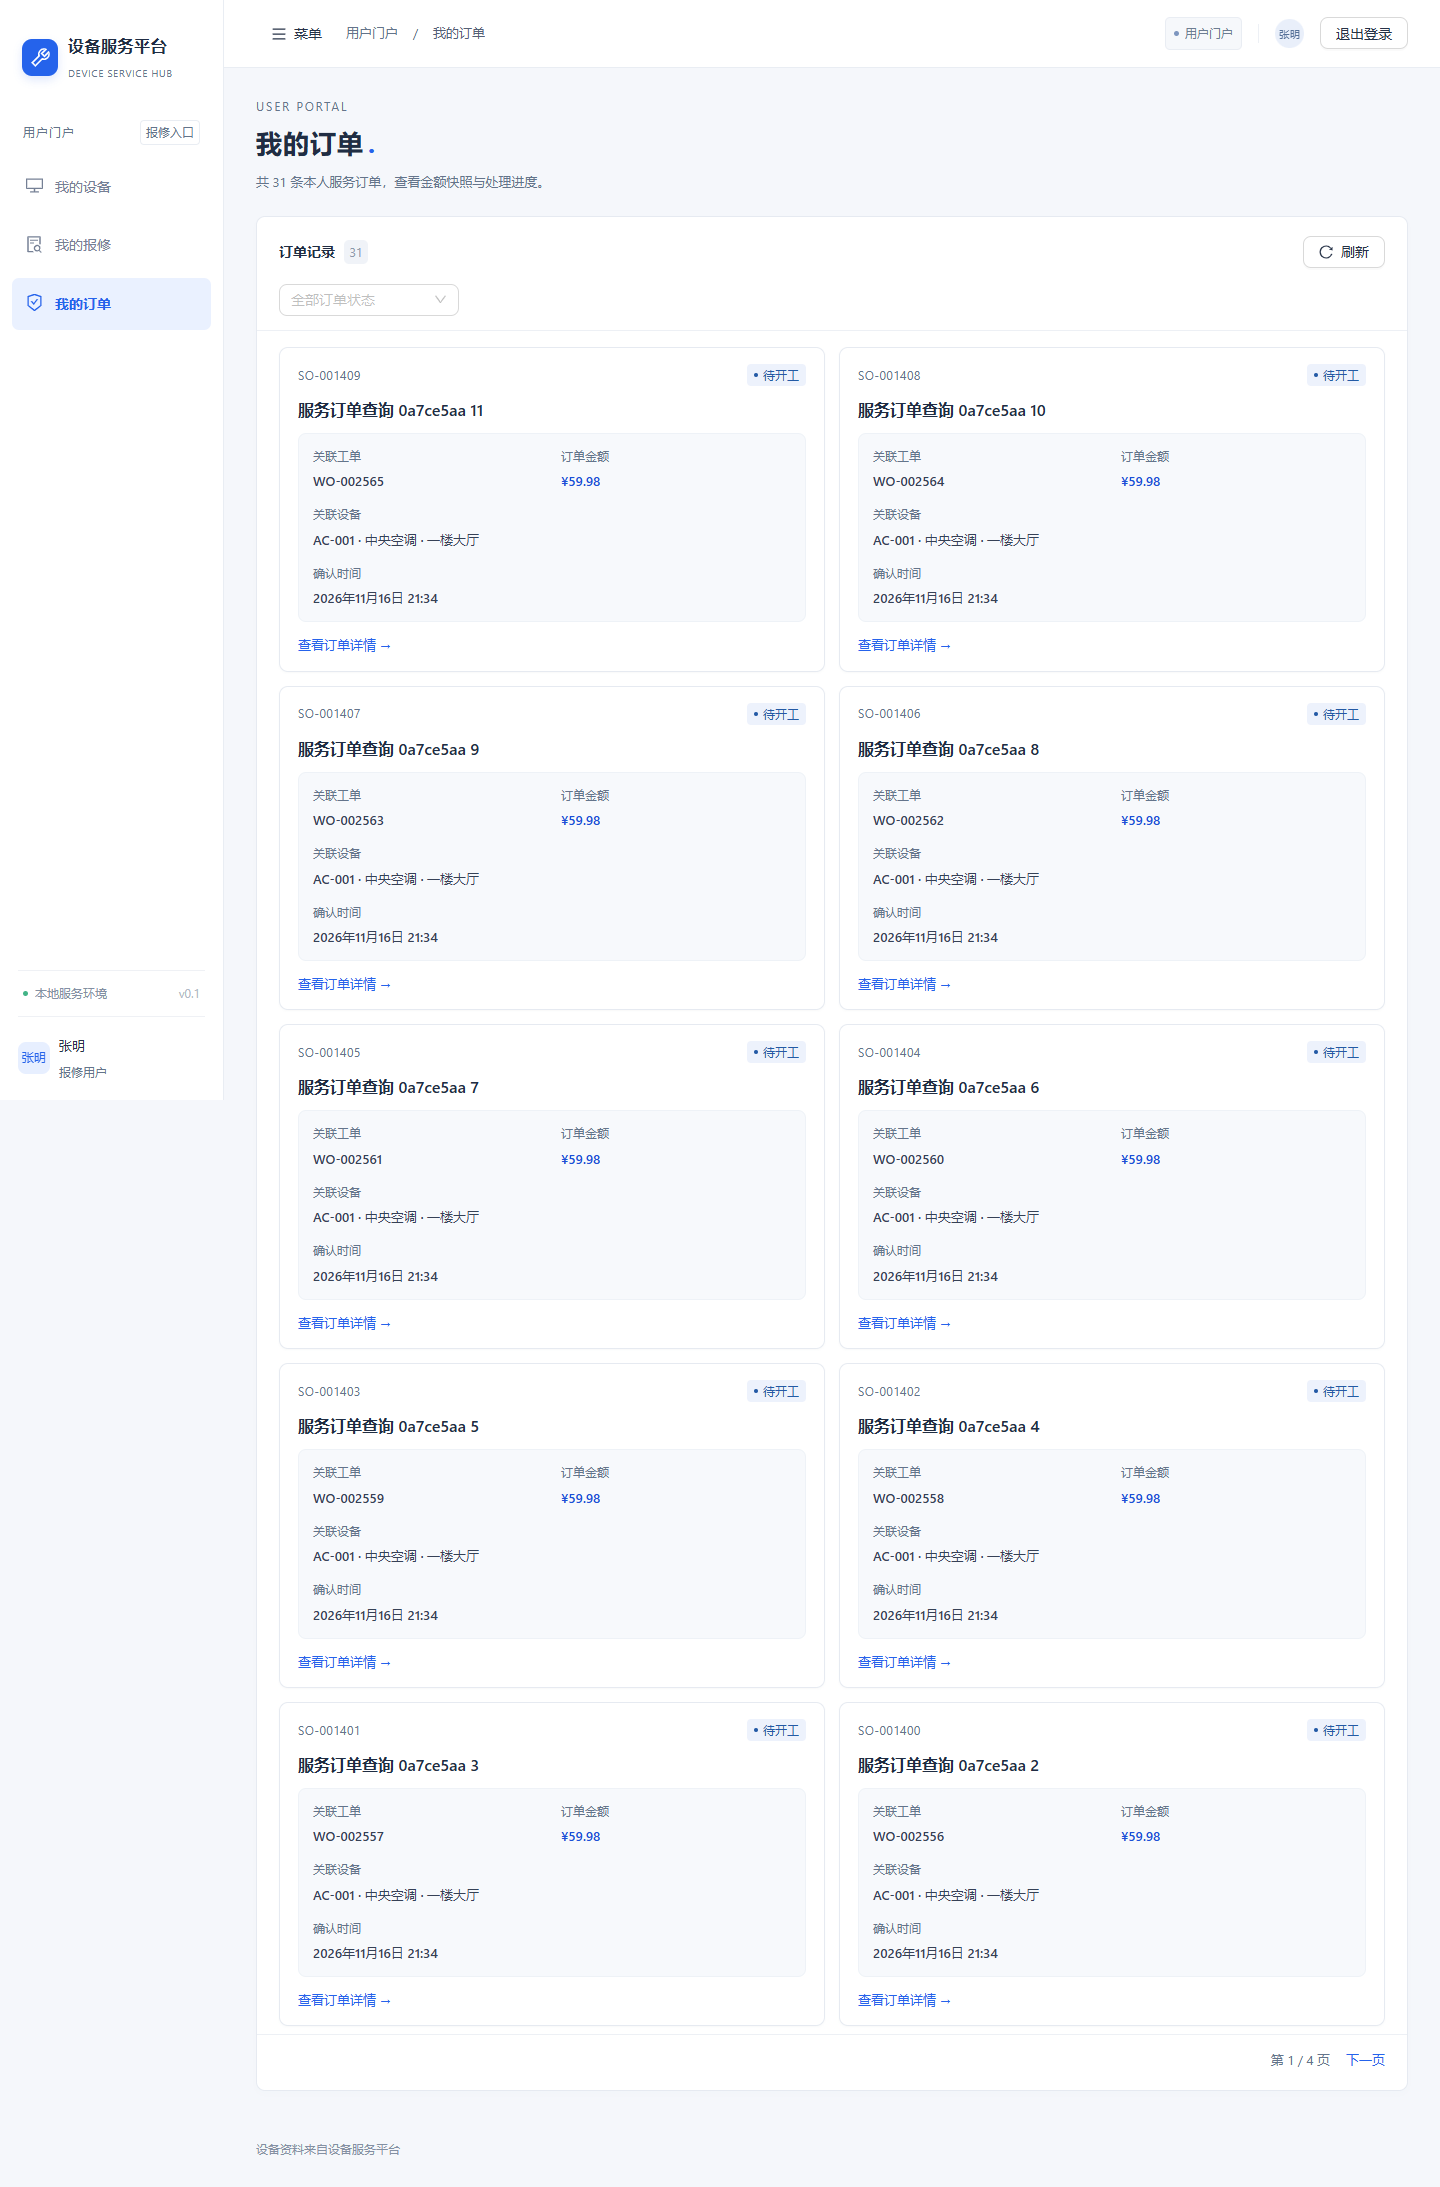 设备服务平台
DEVICE SERVICE HUB
用户门户
报修入口
我的设备
我的报修
我的订单
本地服务环境
v0.1
张明
张明
报修用户
菜单
用户门户 / 我的订单
用户门户
张明
退出登录
USER PORTAL
我的订单.
共 31 条本人服务订单，查看金额快照与处理进度。
订单记录 31
刷新
全部订单状态
SO-001409
待开工
服务订单查询 0a7ce5aa 11
关联工单
订单金额
WO-002565
¥59.98
关联设备
AC-001 · 中央空调 · 一楼大厅
确认时间
2026年11月16日 21:34
查看订单详情 →
SO-001408
待开工
服务订单查询 0a7ce5aa 10
关联工单
订单金额
WO-002564
¥59.98
关联设备
AC-001 · 中央空调 · 一楼大厅
确认时间
2026年11月16日 21:34
查看订单详情 →
SO-001407
待开工
服务订单查询 0a7ce5aa 9
关联工单
订单金额
WO-002563
¥59.98
关联设备
AC-001 · 中央空调 · 一楼大厅
确认时间
2026年11月16日 21:34
查看订单详情 →
SO-001406
待开工
服务订单查询 0a7ce5aa 8
关联工单
订单金额
WO-002562
¥59.98
关联设备
AC-001 · 中央空调 · 一楼大厅
确认时间
2026年11月16日 21:34
查看订单详情 →
SO-001405
待开工
服务订单查询 0a7ce5aa 7
关联工单
订单金额
WO-002561
¥59.98
关联设备
AC-001 · 中央空调 · 一楼大厅
确认时间
2026年11月16日 21:34
查看订单详情 →
SO-001404
待开工
服务订单查询 0a7ce5aa 6
关联工单
订单金额
WO-002560
¥59.98
关联设备
AC-001 · 中央空调 · 一楼大厅
确认时间
2026年11月16日 21:34
查看订单详情 →
SO-001403
待开工
服务订单查询 0a7ce5aa 5
关联工单
订单金额
WO-002559
¥59.98
关联设备
AC-001 · 中央空调 · 一楼大厅
确认时间
2026年11月16日 21:34
查看订单详情 →
SO-001402
待开工
服务订单查询 0a7ce5aa 4
关联工单
订单金额
WO-002558
¥59.98
关联设备
AC-001 · 中央空调 · 一楼大厅
确认时间
2026年11月16日 21:34
查看订单详情 →
SO-001401
待开工
服务订单查询 0a7ce5aa 3
关联工单
订单金额
WO-002557
¥59.98
关联设备
AC-001 · 中央空调 · 一楼大厅
确认时间
2026年11月16日 21:34
查看订单详情 →
SO-001400
待开工
服务订单查询 0a7ce5aa 2
关联工单
订单金额
WO-002556
¥59.98
关联设备
AC-001 · 中央空调 · 一楼大厅
确认时间
2026年11月16日 21:34
查看订单详情 →
第 1 / 4 页 下一页
设备资料来自设备服务平台